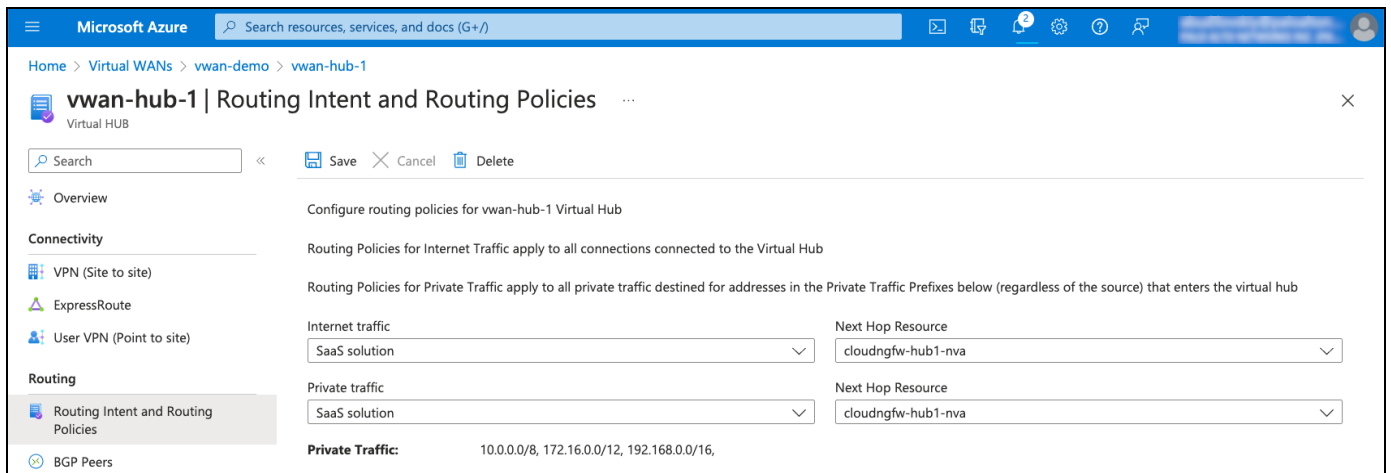 Microsoft Azure
Search resources, services, and docs (G+/)
2
Home > Virtual WANs > vwan-demo > vwan-hub-1
vwan-hub-1 | Routing Intent and Routing Policies ...
Virtual HUB
Search
«
Save Cancel Delete
Overview
Configure routing policies for vwan-hub-1 Virtual Hub
Connectivity
Routing Policies for Internet Traffic apply to all connections connected to the Virtual Hub
VPN (Site to site)
Routing Policies for Private Traffic apply to all private traffic destined for addresses in the Private Traffic Prefixes below (regardless of the source) that enters the virtual hub
ExpressRoute
User VPN (Point to site)
Internet traffic Next Hop Resource
SaaS solution cloudngfw-hub1-nva
Routing
Private traffic Next Hop Resource
Routing Intent and Routing
Policies
SaaS solution cloudngfw-hub1-nva
Private Traffic: 10.0.0.0/8, 172.16.0.0/12, 192.168.0.0/16,
BGP Peers